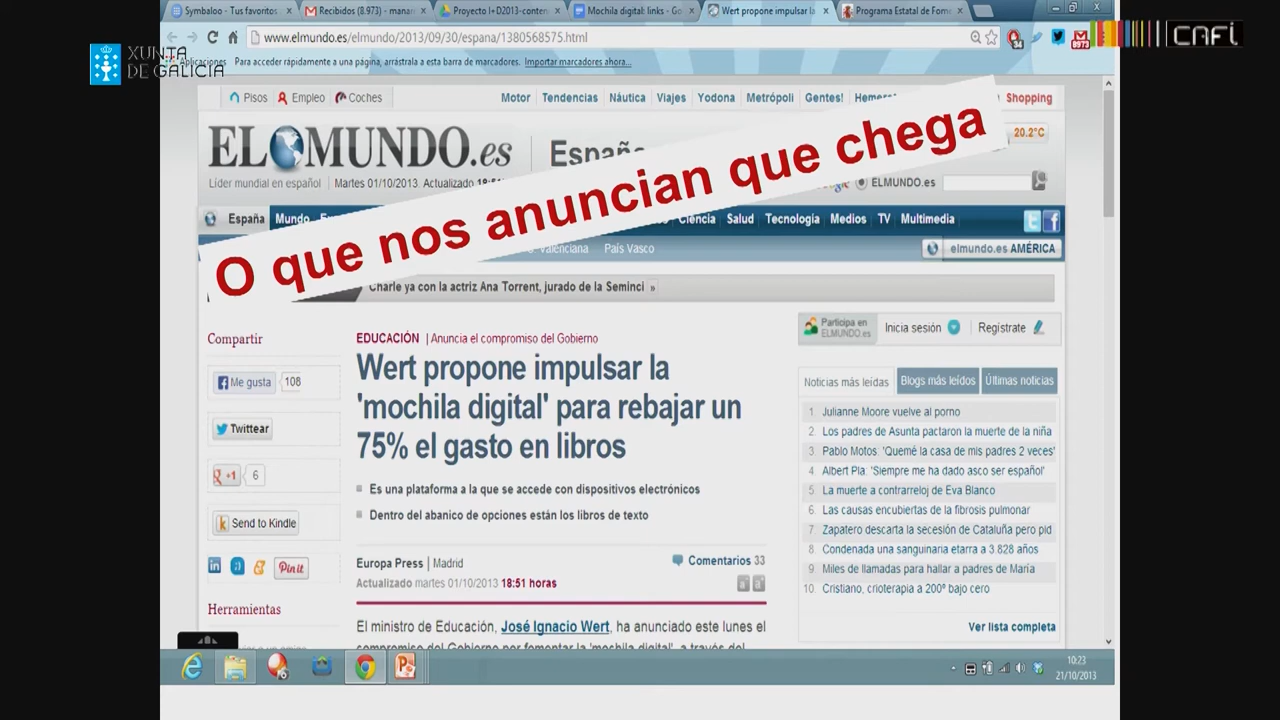 Symbaloo - Tus favoritos
Recibidos (8.973) - mana
Proyecto I+D2013-conten
Mochila digital: links - Go
Wert propone impulsar la
Programa Estatal de Fome
www.elmundo.es/elmundo/2013/09/30/espana/1380568575.html
XUNTA
DE GALICIA
CAFi
Aplicaciones
Para acceder rápidamente a una página, arrástrala a esta barra de marcadores.
Importar marcadores ahora...
Pisos
Empleo
Coches
Motor
Tendencias
Náutica
Viajes
Yodona
Metrópoli
Gentes!
Shopping
EL MUNDO.es
España
20.2°C
Líder mundial en español
Martes 01/10/2013
Actualizado
ELMUNDO.es
O que nos anuncian que chega
España
Mundo
Ciencia
Salud
Tecnología
Medios
TV
Multimedia
Valenciana
País Vasco
elmundo.es AMÉRICA
Charle ya con la actriz Ana Torrent, jurado de la Seminci »
Compartir
Me gusta
108
Twittear
+1
6
Send to Kindle
Pin it
Herramientas
EDUCACIÓN | Anuncia el compromiso del Gobierno
Wert propone impulsar la
'mochila digital' para rebajar un
75% el gasto en libros
Es una plataforma a la que se accede con dispositivos electrónicos
Dentro del abanico de opciones están los libros de texto
Europa Press | Madrid
Comentarios 33
Actualizado martes 01/10/2013 18:51 horas
El ministro de Educación, José Ignacio Wert, ha anunciado este lunes el
compromiso del Gobierno por fomentar la 'mochila digital', a través del
Participa en
ELMUNDO.es
Inicia sesión
Regístrate
Noticias más leídas
Blogs más leídos
Últimas noticias
1. Julianne Moore vuelve al porno
2. Los padres de Asunta pactaron la muerte de la niña
3. Pablo Motos: 'Quemé la casa de mis padres 2 veces'
4. Albert Pla: 'Siempre me ha dado asco ser español'
5. La muerte a contrarreloj de Eva Blanco
6. Las causas encubiertas de la fibrosis pulmonar
7. Zapatero descarta la secesión de Cataluña pero pid
8. Condenada una sanguinaria etarra a 3.828 años
9. Miles de llamadas para hallar a padres de María
10. Cristiano, crioterapia a 200º bajo cero
Ver lista completa
10:23
21/10/2013